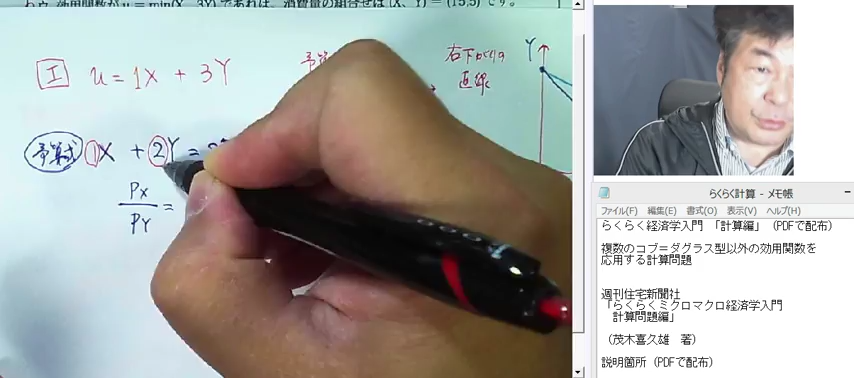 用関数が u = min(X, 3Y) であれば、消費量の組合せは (X, Y) = (15,5) です。
I u = 1X + 3Y
右下がりの
直線
Y
予算式 1X + 2Y =
PX
PY =
らくらく計算 - メモ帳
ファイル(F) 編集(E) 書式(O) 表示(V) ヘルプ(H)
らくらく経済学入門 「計算編」(PDFで配布)
複数のコブ=ダグラス型以外の効用関数を
応用する計算問題
週刊住宅新聞社
「らくらくミクロマクロ経済学入門
計算問題編」
(茂木喜久雄 著)
説明箇所(PDFで配布)